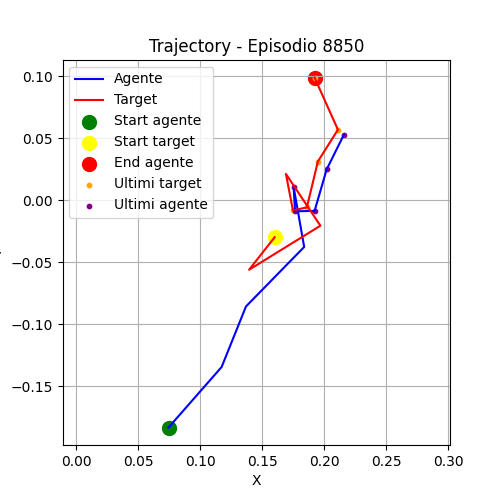 Trajectory - Episodio 8850
Agente
Target
Start agente
Start target
End agente
Ultimi target
Ultimi agente
0.10
0.05
0.00
−0.05
−0.10
−0.15
0.00 0.05 0.10 0.15 0.20 0.25 0.30
X